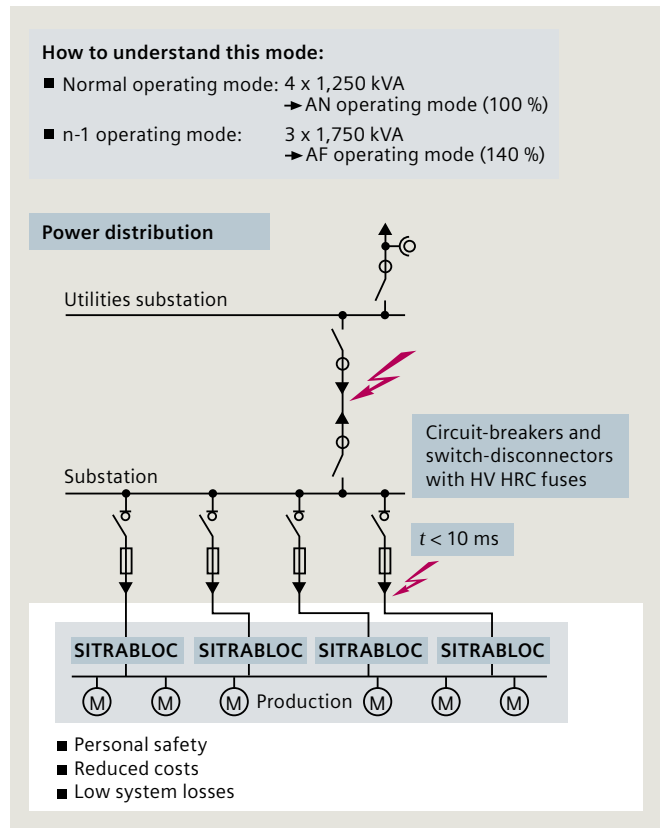 How to understand this mode:
■ Normal operating mode: 4 x 1,250 kVA
→ AN operating mode (100 %)
■ n-1 operating mode: 3 x 1,750 kVA
→ AF operating mode (140 %)
Power distribution
Utilities substation
Circuit-breakers and
switch-disconnectors
with HV HRC fuses
Substation
t < 10 ms
SITRABLOC SITRABLOC SITRABLOC SITRABLOC
M M M Production M M M
■ Personal safety
■ Reduced costs
■ Low system losses